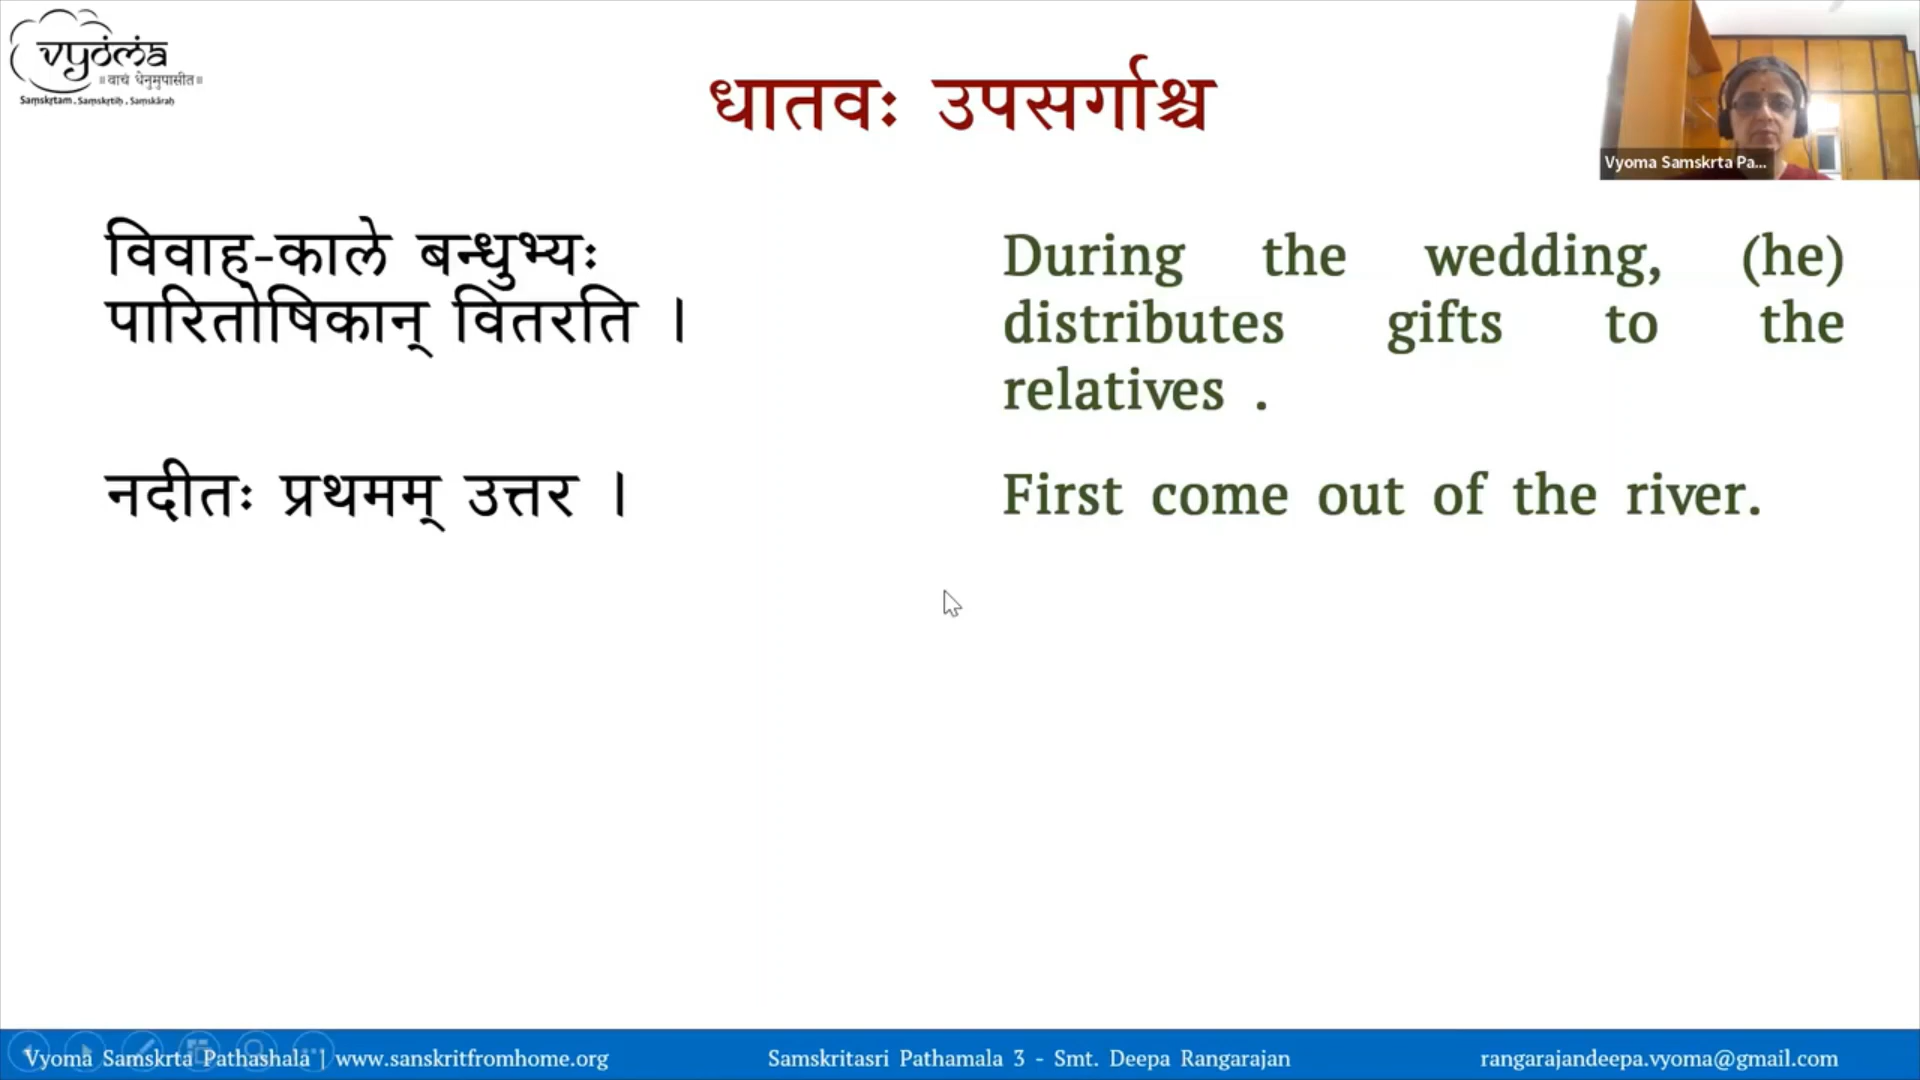 vyoma
॥वाचं धेनुमुपासीत॥
Saṃskṛtam . Saṃskṛtiḥ . Saṃskāraḥ
धातवः उपसर्गाश्च
Vyoma Samskrta Pa...
विवाह-काले बन्धुभ्यः
पारितोषिकान् वितरति ।
During the wedding, (he)
distributes gifts to the
relatives .
नदीतः प्रथमम् उत्तर ।
First come out of the river.
Vyoma Samskrta Pathashala | www.sanskritfromhome.org
Samskritasri Pathamala 3 - Smt. Deepa Rangarajan
rangarajandeepa.vyoma@gmail.com